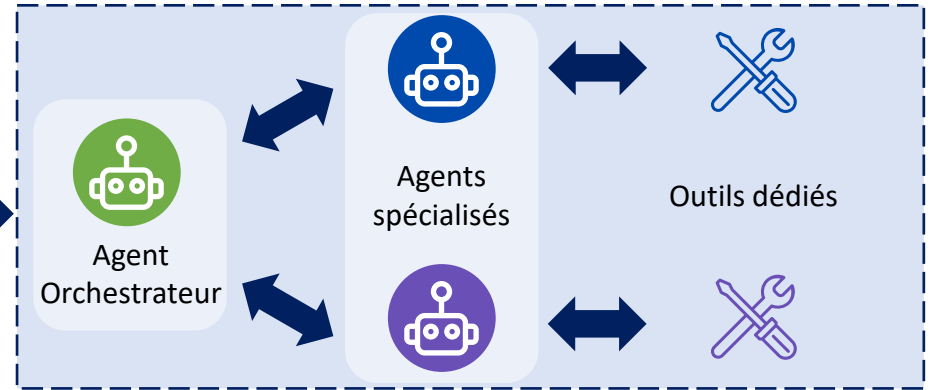 Agent
Orchestrateur
Agents
spécialisés
Outils dédiés